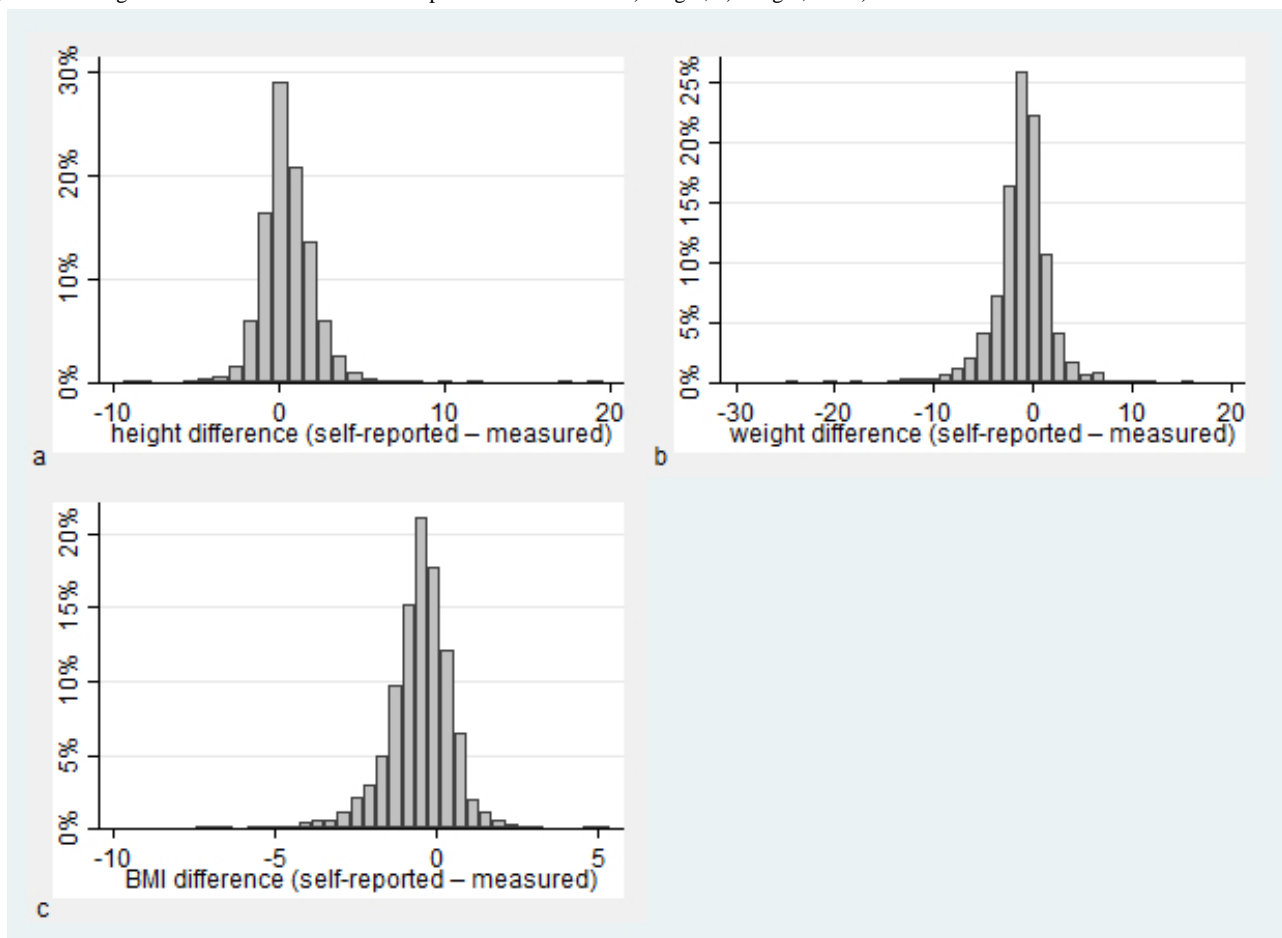 30%
20%
10%
0%
-10 0 10 20
height difference (self-reported – measured)
a
25%
20%
15%
10%
5%
0%
-30 -20 -10 0 10 20
weight difference (self-reported – measured)
b
20%
15%
10%
5%
0%
-10 -5 0 5
BMI difference (self-reported – measured)
c